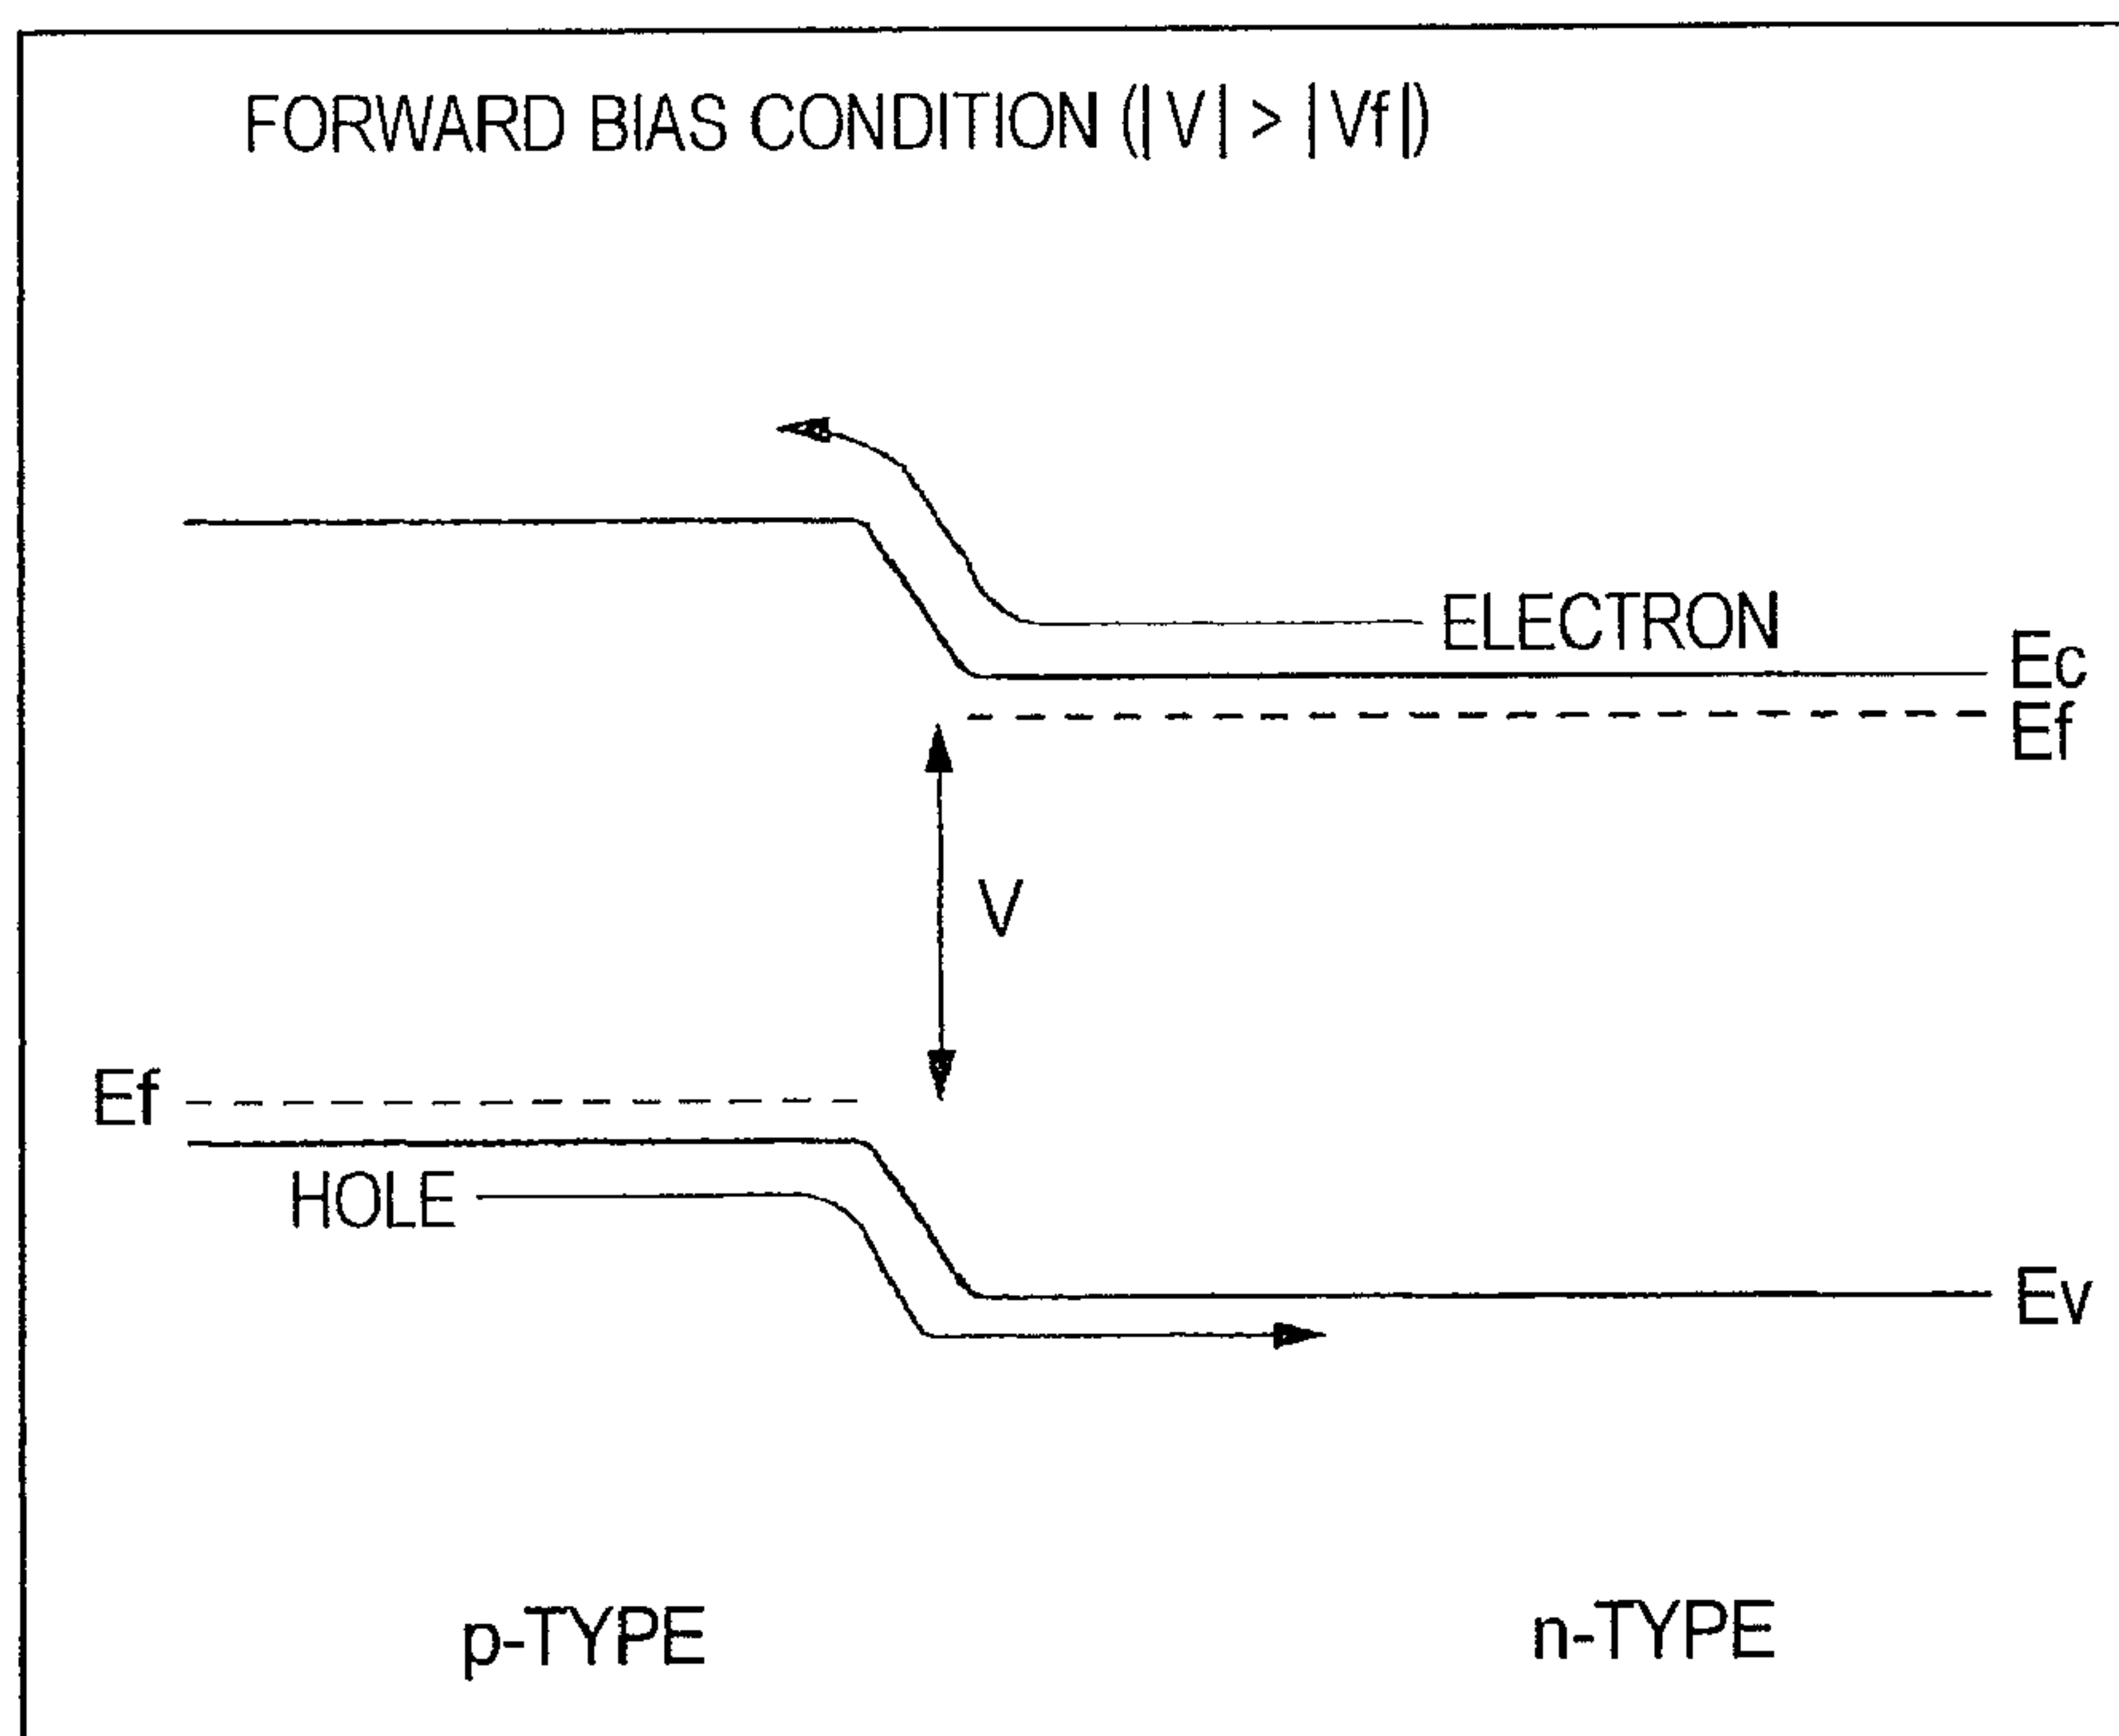 FORWARD BIAS CONDITION (|V| > |Vf|)
ELECTRON
Ec
Ef
V
Ef
HOLE
Ev
p-TYPE
n-TYPE